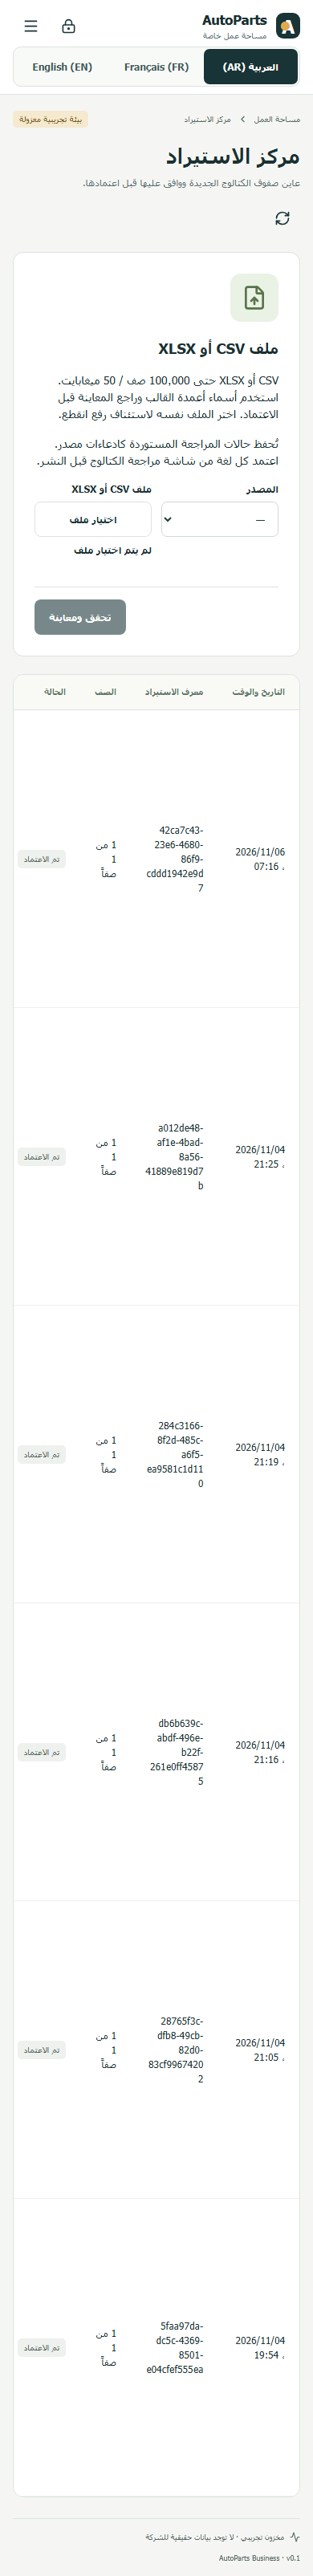 AutoParts
مساحة عمل خاصة
العربية (AR)
Français (FR)
English (EN)
مساحة العمل
مركز الاستيراد
بيئة تجريبية معزولة
مركز الاستيراد
عاين صفوف الكتالوج الجديدة ووافق عليها قبل اعتمادها.
ملف CSV أو XLSX
CSV أو XLSX حتى 100,000 صف / 50 ميغابايت.
استخدم أسماء أعمدة القالب وراجع المعاينة قبل
الاعتماد. اختر الملف نفسه لاستئناف رفع انقطع.
تُحفظ حالات المراجعة المستوردة كادعاءات مصدر.
اعتمد كل لغة من شاشة مراجعة الكتالوج قبل النشر.
المصدر
ملف CSV أو XLSX
—
اختيار ملف
لم يتم اختيار ملف
تحقق ومعاينة
التاريخ والوقت
معرف الاستيراد
الصف
الحالة
2026/11/06
، 07:16
42ca7c43-
23e6-4680-
86f9-
cddd1942e9d
7
1 من
1
صفاً
تم الاعتماد
2026/11/04
، 21:25
a012de48-
af1e-4bad-
8a56-
41889e819d7
b
1 من
1
صفاً
تم الاعتماد
2026/11/04
، 21:19
284c3166-
8f2d-485c-
a6f5-
ea9581c1d11
0
1 من
1
صفاً
تم الاعتماد
2026/11/04
، 21:16
db6b639c-
abdf-496e-
b22f-
261e0ff4587
5
1 من
1
صفاً
تم الاعتماد
2026/11/04
، 21:05
28765f3c-
dfb8-49cb-
82d0-
83cf9967420
2
1 من
1
صفاً
تم الاعتماد
2026/11/04
، 19:54
5faa97da-
dc5c-4369-
8501-
e04cfef555ea
1 من
1
صفاً
تم الاعتماد
مخزون تجريبي · لا توجد بيانات حقيقية للشركة
AutoParts Business · v0.1